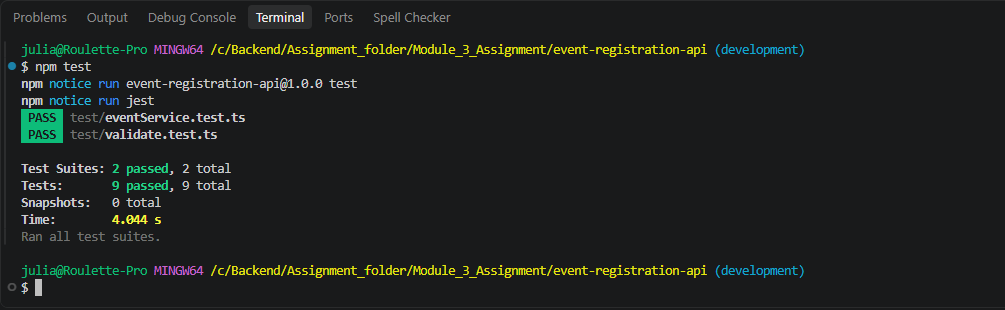 Problems Output Debug Console Terminal Ports Spell Checker
julia@Roulette-Pro MINGW64 /c/Backend/Assignment_folder/Module_3_Assignment/event-registration-api (development)
$ npm test
npm notice run event-registration-api@1.0.0 test
npm notice run jest
PASS test/eventService.test.ts
PASS test/validate.test.ts
Test Suites: 2 passed, 2 total
Tests: 9 passed, 9 total
Snapshots: 0 total
Time: 4.044 s
Ran all test suites.
julia@Roulette-Pro MINGW64 /c/Backend/Assignment_folder/Module_3_Assignment/event-registration-api (development)
$